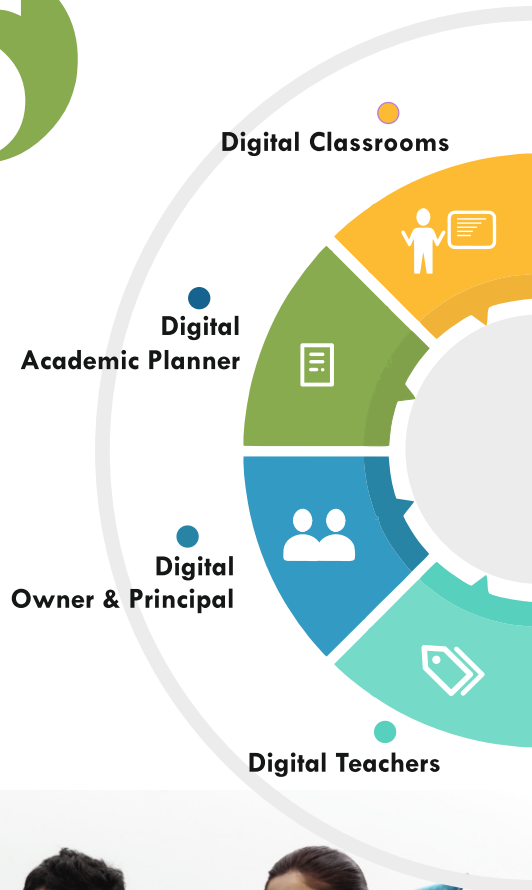 Digital Classrooms
Digital
Academic Planner
Digital
Owner & Principal
Digital Teachers